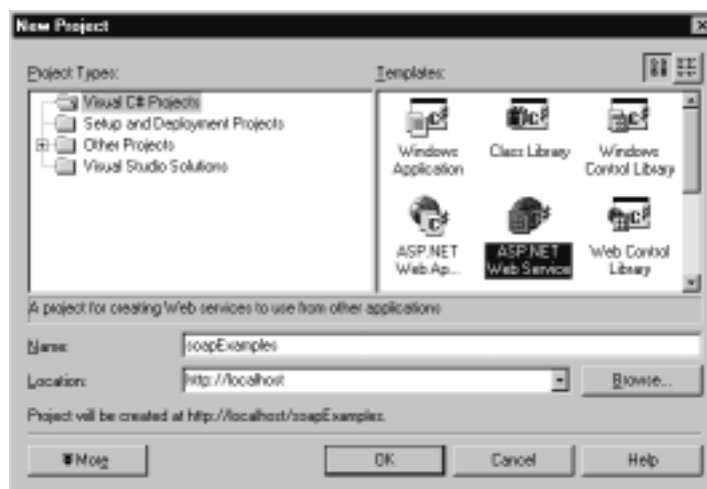 New Project
Project Types:
Templates:
Visual C# Projects
Setup and Deployment Projects
Other Projects
Visual Studio Solutions
Windows
Application
Class Library
Windows
Control Library
ASP.NET
Web Ap...
ASP.NET
Web Service
Web Control
Library
A project for creating Web services to use from other applications
Name:
soapExamples
Location:
http://localhost
Browse...
Project will be created at http://localhost/soapExamples.
More
OK
Cancel
Help